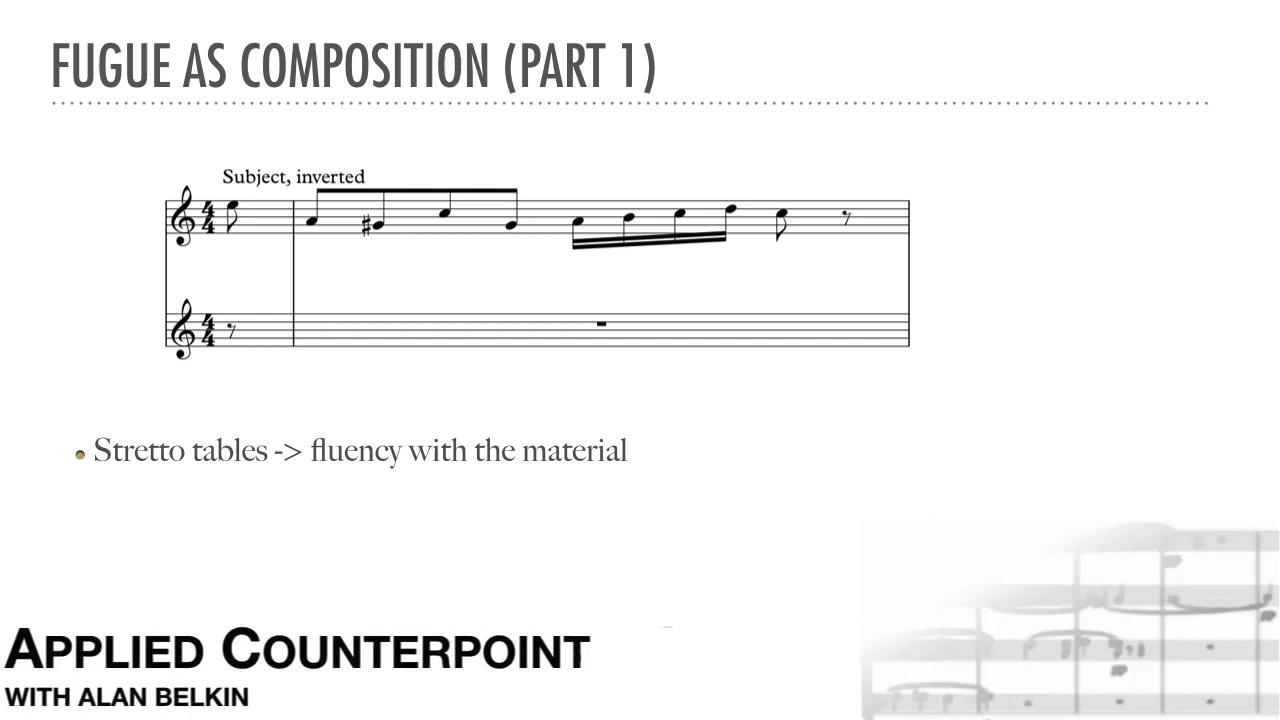 FUGUE AS COMPOSITION (PART 1)
Subject, inverted
• Stretto tables -> fluency with the material
APPLIED COUNTERPOINT
WITH ALAN BELKIN